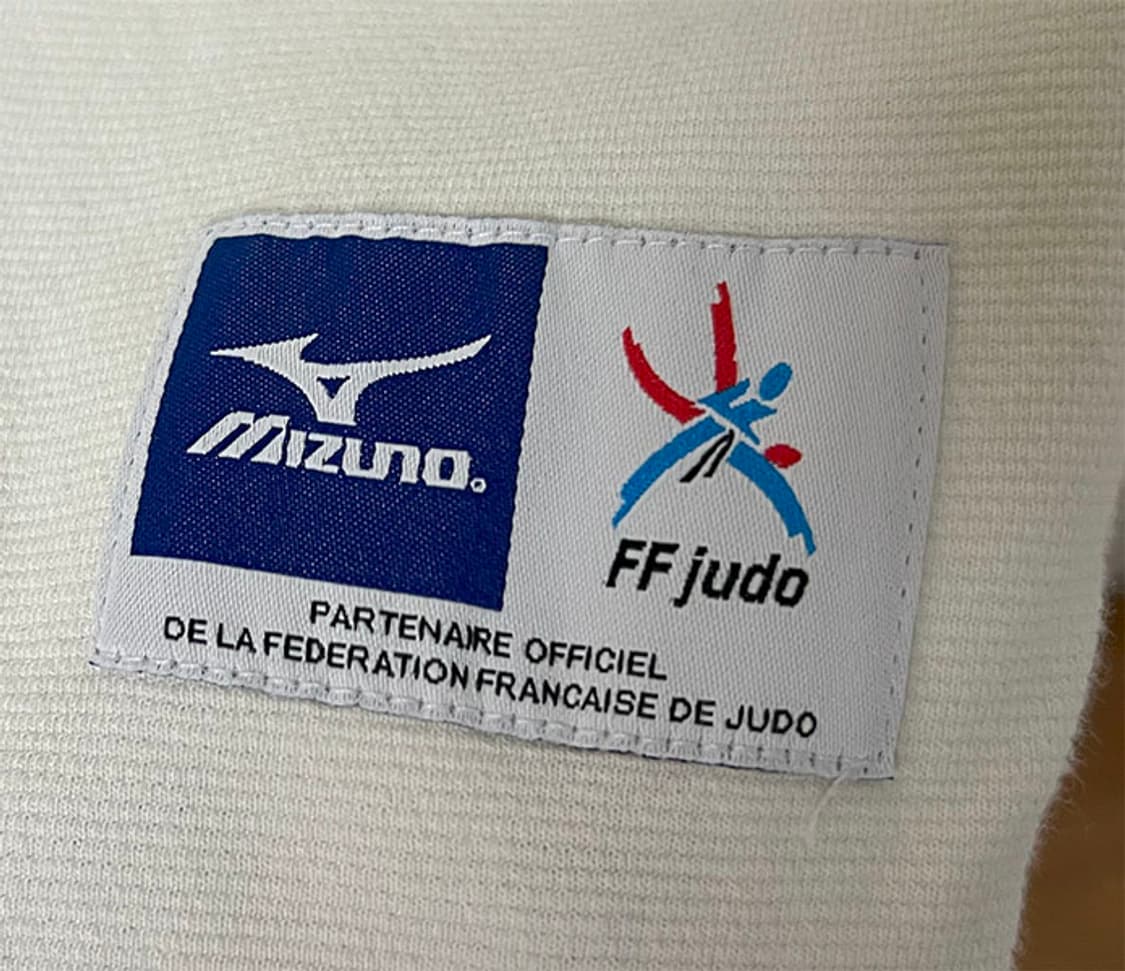 MIZUNO
FF judo
PARTENAIRE OFFICIEL
DE LA FEDERATION FRANCAISE DE JUDO